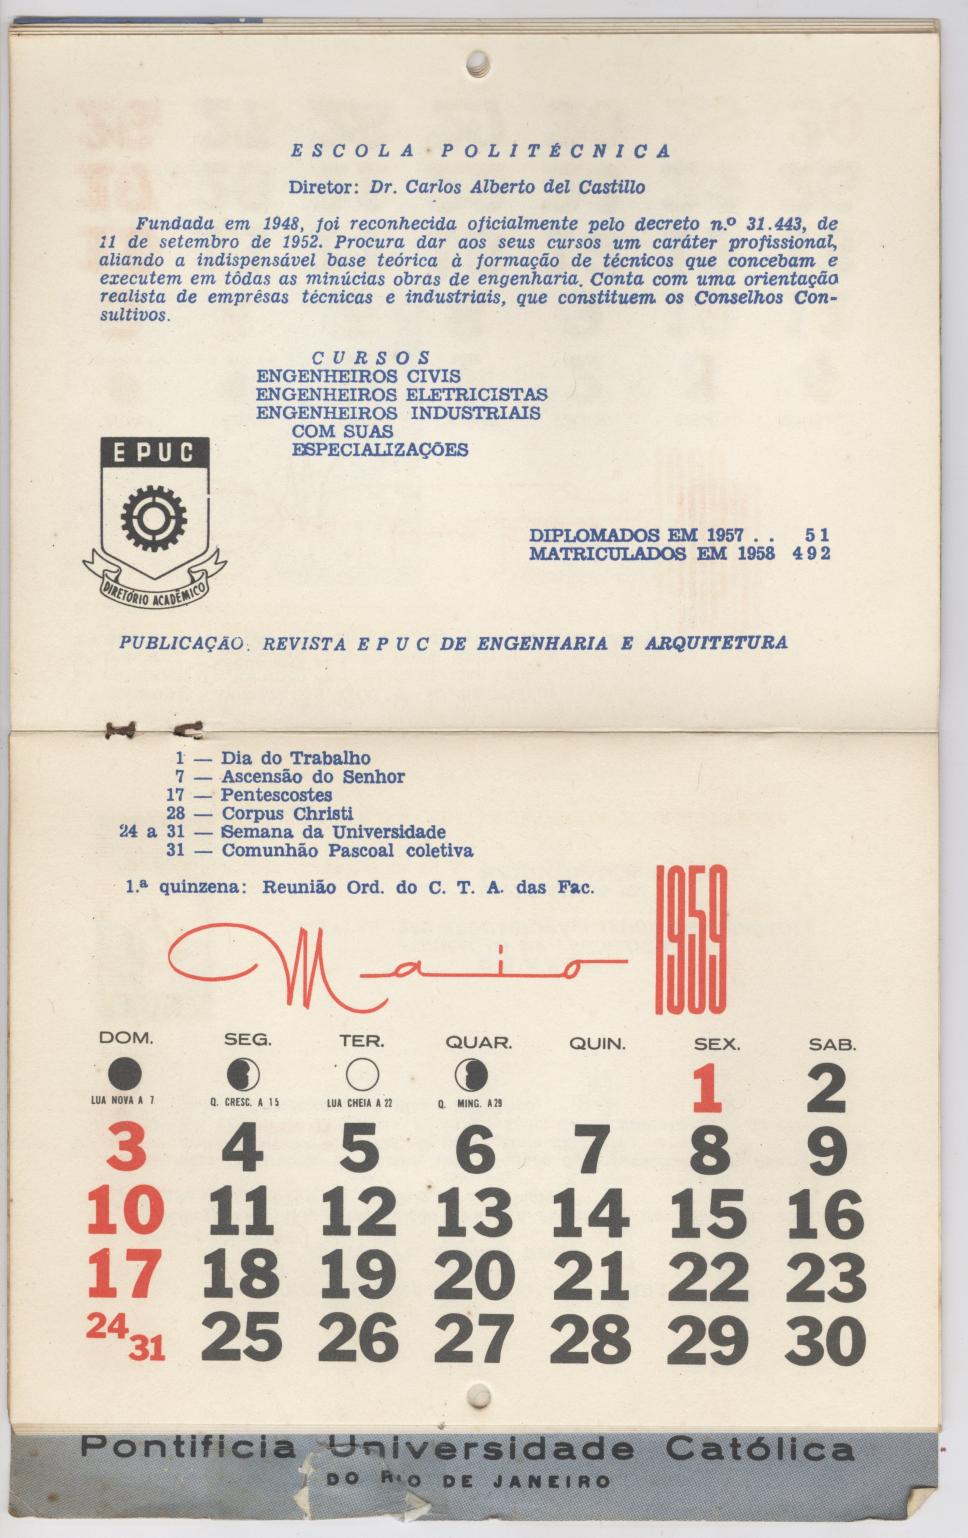 ESCOLA POLITÉCNICA
Diretor: Dr. Carlos Alberto del Castillo
Fundada em 1948, foi reconhecida oficialmente pelo decreto n.º 31.443, de
11 de setembro de 1952. Procura dar aos seus cursos um caráter profissional,
aliando a indispensável base teórica à formação de técnicos que concebam e
executem em tôdas as minúcias obras de engenharia. Conta com uma orientação
realista de emprêsas técnicas e industriais, que constituem os Conselhos Con-
sultivos.
CURSOS
ENGENHEIROS CIVIS
ENGENHEIROS ELETRICISTAS
ENGENHEIROS INDUSTRIAIS
COM SUAS
ESPECIALIZAÇÕES
EPUC
DIRETÓRIO ACADÊMICO
DIPLOMADOS EM 1957 . . 51
MATRICULADOS EM 1958 492
PUBLICAÇÃO. REVISTA E P U C DE ENGENHARIA E ARQUITETURA
1 — Dia do Trabalho
7 — Ascensão do Senhor
17 — Pentescostes
28 — Corpus Christi
24 a 31 — Semana da Universidade
31 — Comunhão Pascoal coletiva
1.ª quinzena: Reunião Ord. do C. T. A. das Fac.
Maio 1959
DOM. SEG. TER. QUAR. QUIN. SEX. SAB.
LUA NOVA A 7 Q. CRESC. A 15 LUA CHEIA A 22 Q. MING. A 29 1 2
3 4 5 6 7 8 9
10 11 12 13 14 15 16
17 18 19 20 21 22 23
24 31 25 26 27 28 29 30
Pontificia Universidade Católica
DO RIO DE JANEIRO